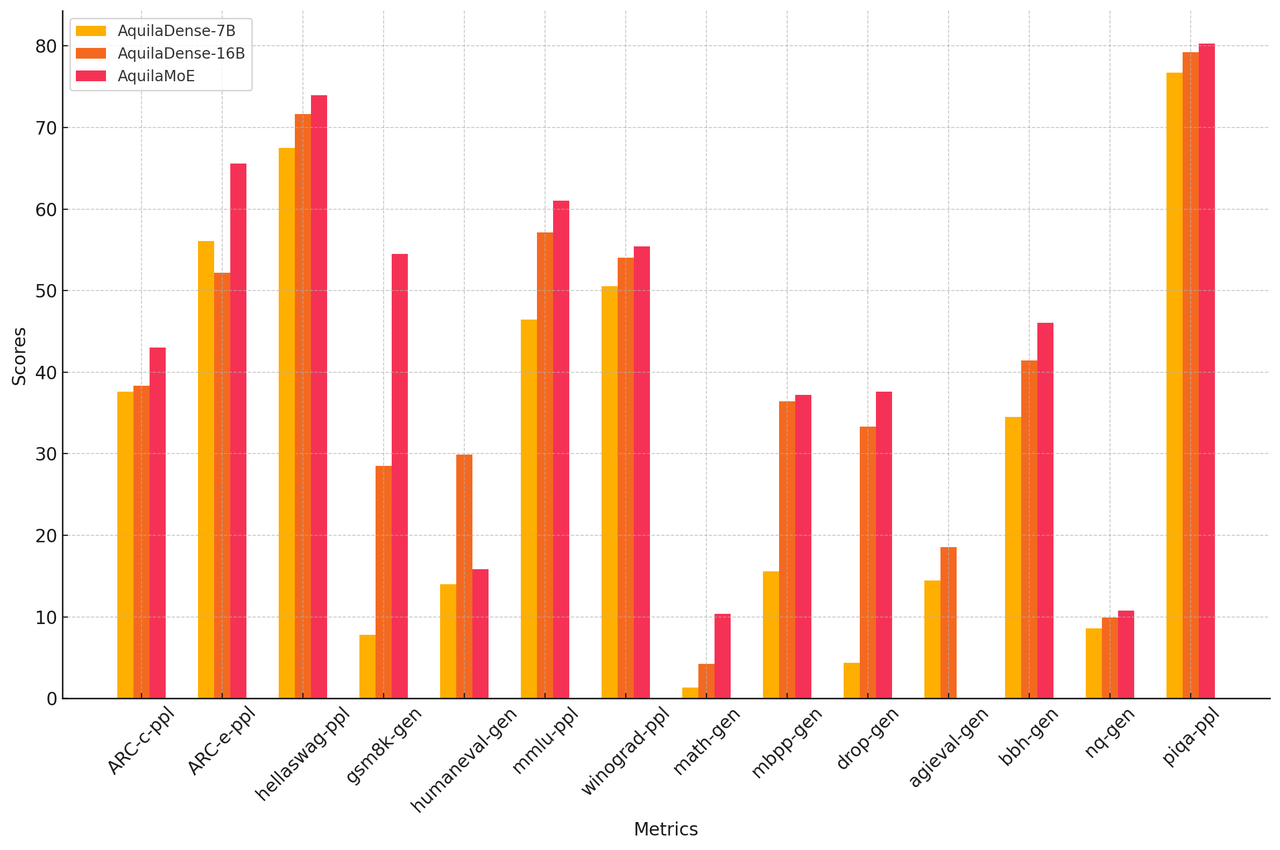 AquilaDense-7B
AquilaDense-16B
AquilaMoE
80
70
60
50
40
30
20
10
0
Scores
ARC-c-ppl
ARC-e-ppl
hellaswag-ppl
gsm8k-gen
humaneval-gen
mmlu-ppl
winograd-ppl
math-gen
mbpp-gen
drop-gen
agieval-gen
bbh-gen
nq-gen
piqa-ppl
Metrics